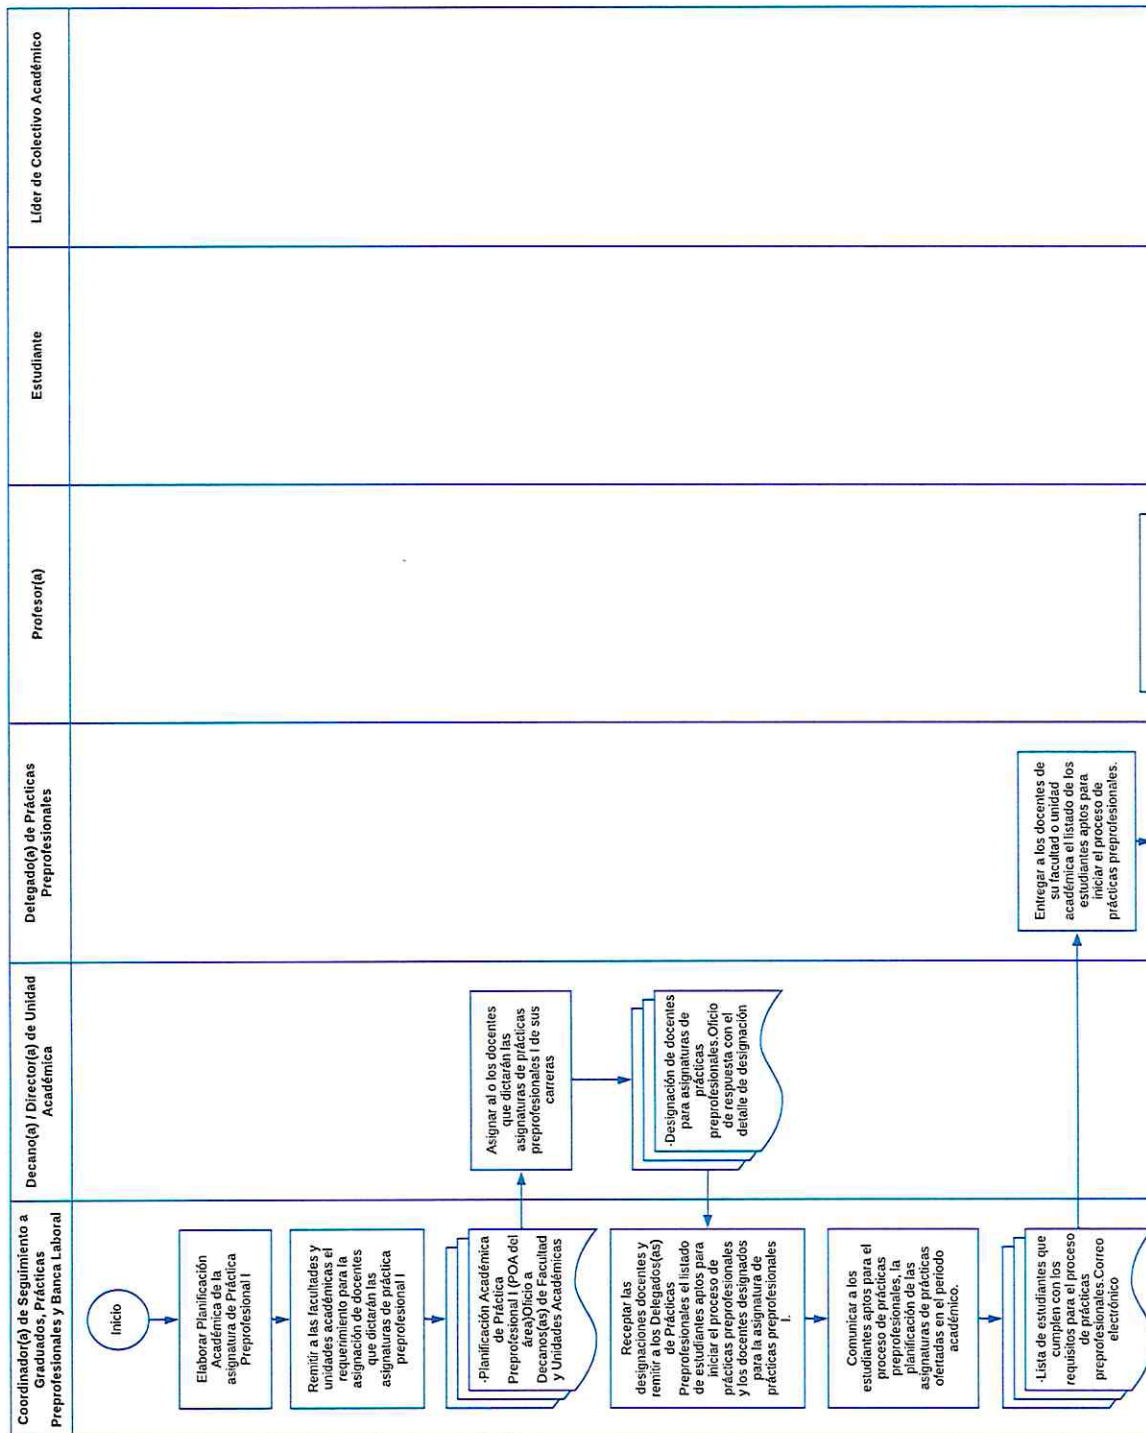 Coordinador(a) de Seguimiento a
Graduados, Prácticas
Preprofesionales y Banca Laboral
Decano(a) / Director(a) de Unidad
Académica
Delegado(a) de Prácticas
Preprofesionales
Profesor(a)
Estudiante
Líder de Colectivo Académico
Inicio
Elaborar Planificación
Académica de la
asignatura de Práctica
Preprofesional I
Remitir a las facultades y
unidades académicas el
requerimiento para la
asignación de docentes
que dictarán las
asignaturas de práctica
preprofesional I
-Planificación Académica
de Práctica
Preprofesional I (POA del
área)Oficio a
Decanos(as) de Facultad
y Unidades Académicas
Asignar al o los docentes
que dictarán las
asignaturas de prácticas
preprofesionales I de sus
carreras
-Designación de docentes
para asignaturas de
prácticas
preprofesionales.Oficio
de respuesta con el
detalle de designación
Receptar las
designaciones docentes y
remitir a los Delegados(as)
de Prácticas
Preprofesionales el listado
de estudiantes aptos para
iniciar el proceso de
prácticas preprofesionales
y los docentes designados
para la asignatura de
prácticas preprofesionales
I.
Comunicar a los
estudiantes aptos para el
proceso de prácticas
preprofesionales, la
planificación de las
asignaturas de prácticas
ofertadas en el periodo
académico.
-Lista de estudiantes que
cumplen con los
requisitos para el proceso
de prácticas
preprofesionales.Correo
electrónico
Entregar a los docentes de
su facultad o unidad
académica el listado de los
estudiantes aptos para
iniciar el proceso de
prácticas preprofesionales.